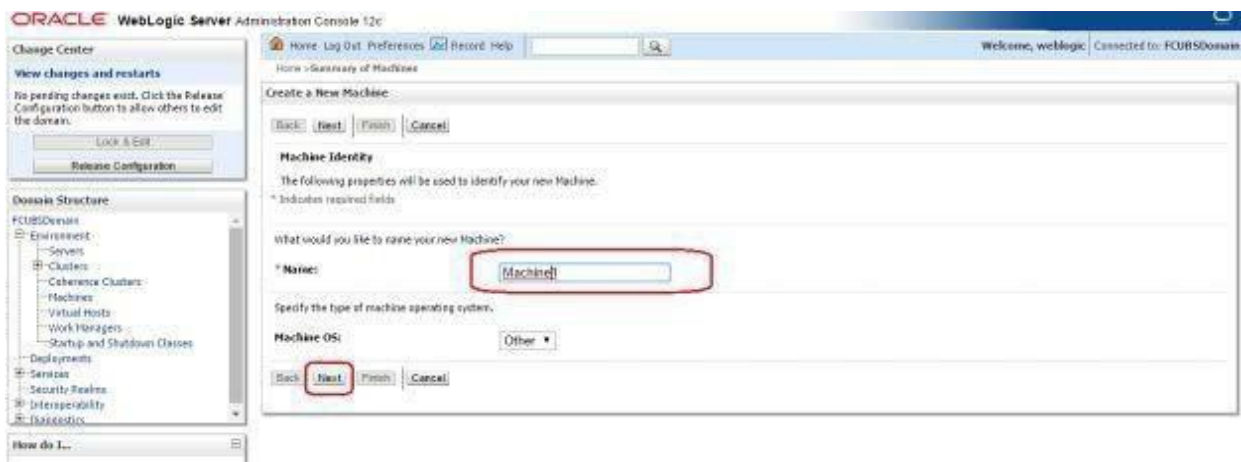 ORACLE WebLogic Server Administration Console 12c
Change Center
View changes and restarts
No pending changes exist. Click the Release
Configuration button to allow others to edit
the domain.
Lock & Edit
Release Configuration
Domain Structure
FCUBSDomain
Environment
Servers
Clusters
Coherence Clusters
Machines
Virtual Hosts
Work Managers
Startup and Shutdown Classes
Deployments
Services
Security Realms
Interoperability
Diagnostics
How do I...
Home Log Out Preferences Record Help
Welcome, weblogic Connected to: FCUBSDomain
Home >Summary of Machines
Create a New Machine
Back Next Finish Cancel
Machine Identity
The following properties will be used to identify your new Machine.
* Indicates required fields
What would you like to name your new Machine?
* Name: Machine1
Specify the type of machine operating system.
Machine OS: Other
Back Next Finish Cancel